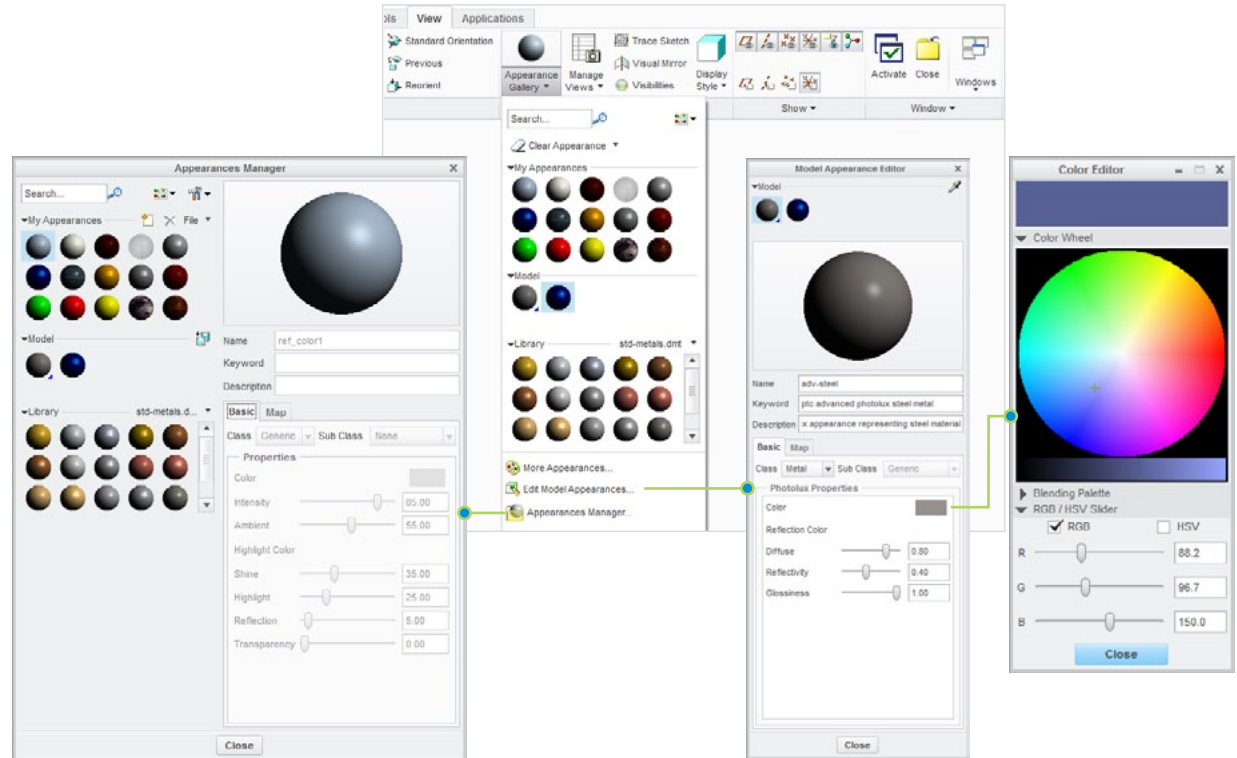 ols View Applications
Standard Orientation
Previous
Reorient
Appearance Gallery
Manage Views
Trace Sketch
Visual Mirror
Visibilities
Display Style
Activate
Close
Windows
Show
Window
Search...
Clear Appearance
My Appearances
Model
Library std-metals.dmt
More Appearances...
Edit Model Appearances...
Appearances Manager...
Appearances Manager X
Search...
My Appearances File
Model
Library std-metals.d...
Name ref_color1
Keyword
Description
Basic Map
Class Generic Sub Class None
Properties
Color
Intensity 85.00
Ambient 55.00
Highlight Color
Shine 35.00
Highlight 25.00
Reflection 5.00
Transparency 0.00
Close
Model Appearance Editor X
Model
Name adv-steel
Keyword ptc advanced photolux steel metal
Description x appearance representing steel material
Basic Map
Class Metal Sub Class Generic
Photolux Properties
Color
Reflection Color
Diffuse 0.80
Reflectivity 0.40
Glossiness 1.00
Close
Color Editor X
Color Wheel
Blending Palette
RGB / HSV Slider
RGB HSV
R 88.2
G 96.7
B 150.0
Close